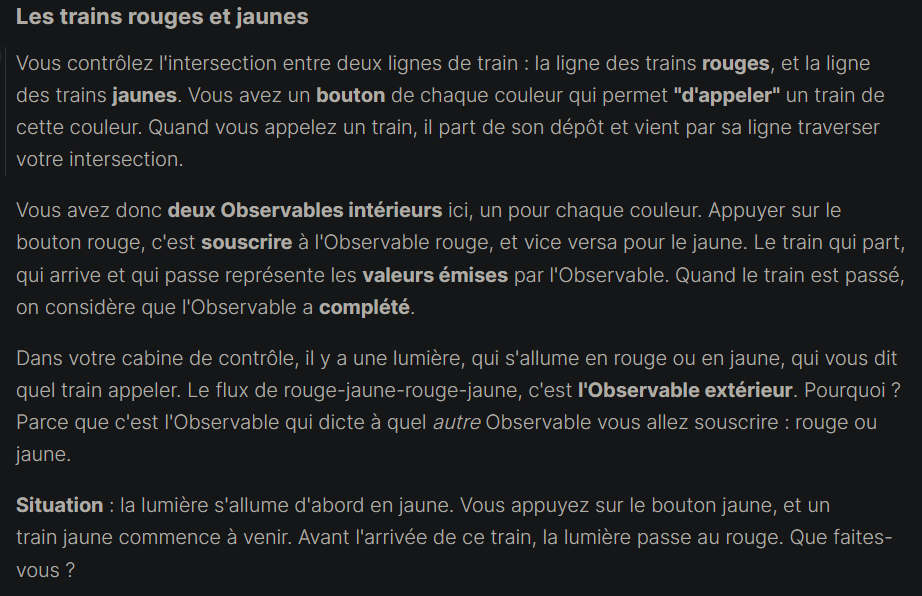 Les trains rouges et jaunes
Vous contrôlez l'intersection entre deux lignes de train : la ligne des trains rouges, et la ligne
des trains jaunes. Vous avez un bouton de chaque couleur qui permet "d'appeler" un train de
cette couleur. Quand vous appelez un train, il part de son dépôt et vient par sa ligne traverser
votre intersection.
Vous avez donc deux Observables intérieurs ici, un pour chaque couleur. Appuyer sur le
bouton rouge, c'est souscrire à l'Observable rouge, et vice versa pour le jaune. Le train qui part,
qui arrive et qui passe représente les valeurs émises par l'Observable. Quand le train est passé,
on considère que l'Observable a complété.
Dans votre cabine de contrôle, il y a une lumière, qui s'allume en rouge ou en jaune, qui vous dit
quel train appeler. Le flux de rouge-jaune-rouge-jaune, c'est l'Observable extérieur. Pourquoi ?
Parce que c'est l'Observable qui dicte à quel autre Observable vous allez souscrire : rouge ou
jaune.
Situation : la lumière s'allume d'abord en jaune. Vous appuyez sur le bouton jaune, et un
train jaune commence à venir. Avant l'arrivée de ce train, la lumière passe au rouge. Que faites-
vous ?